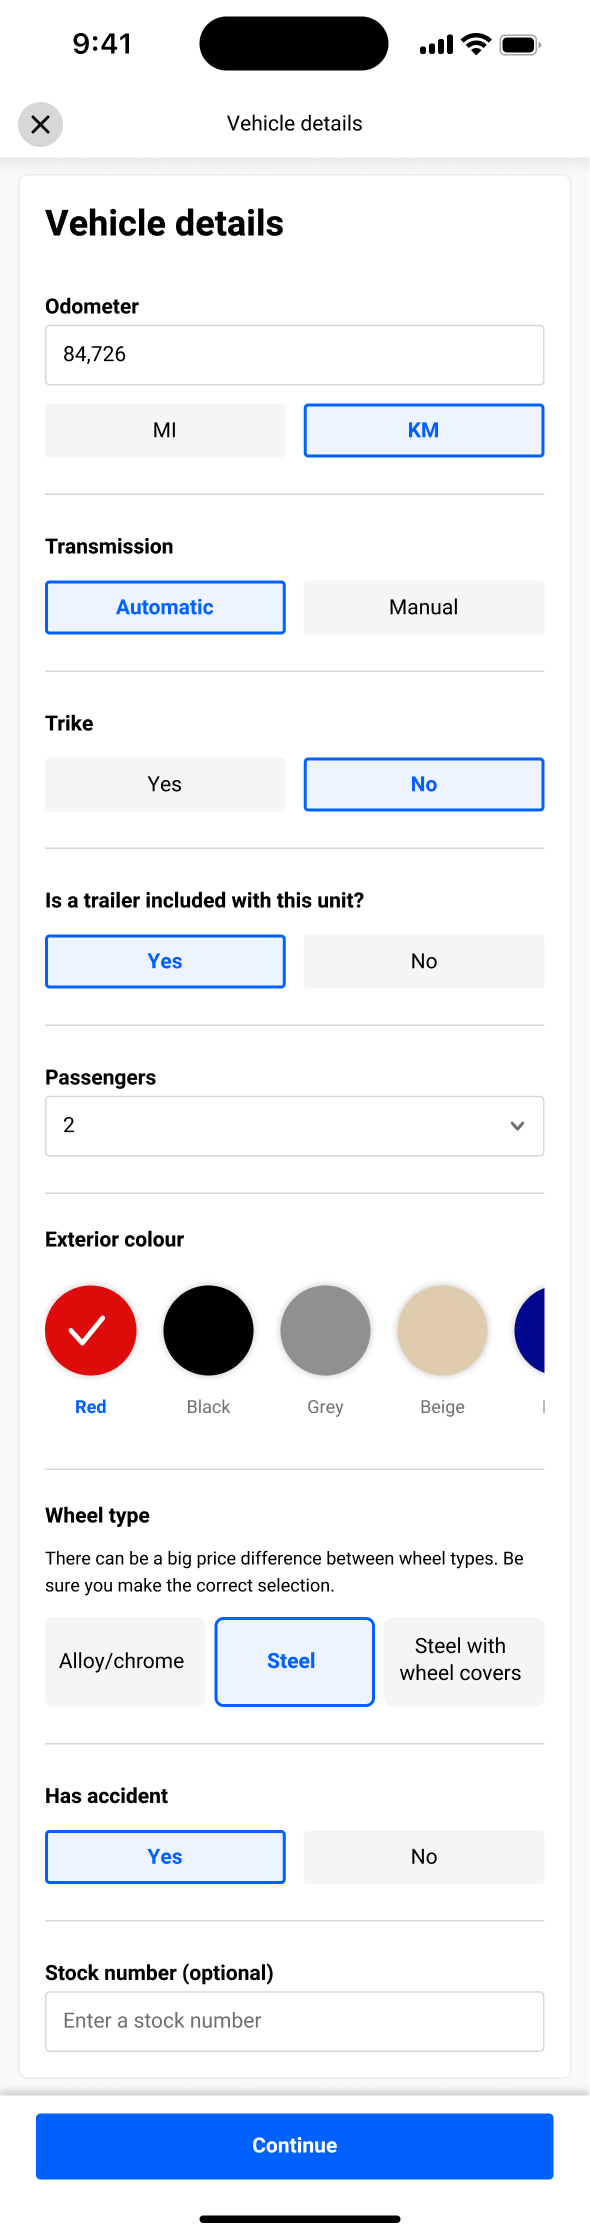 9:41
Vehicle details
Vehicle details
Odometer
84,726
MI
KM
Transmission
Automatic
Manual
Trike
Yes
No
Is a trailer included with this unit?
Yes
No
Passengers
2
Exterior colour
Red
Black
Grey
Beige
Wheel type
There can be a big price difference between wheel types. Be
sure you make the correct selection.
Alloy/chrome
Steel
Steel with
wheel covers
Has accident
Yes
No
Stock number (optional)
Enter a stock number
Continue